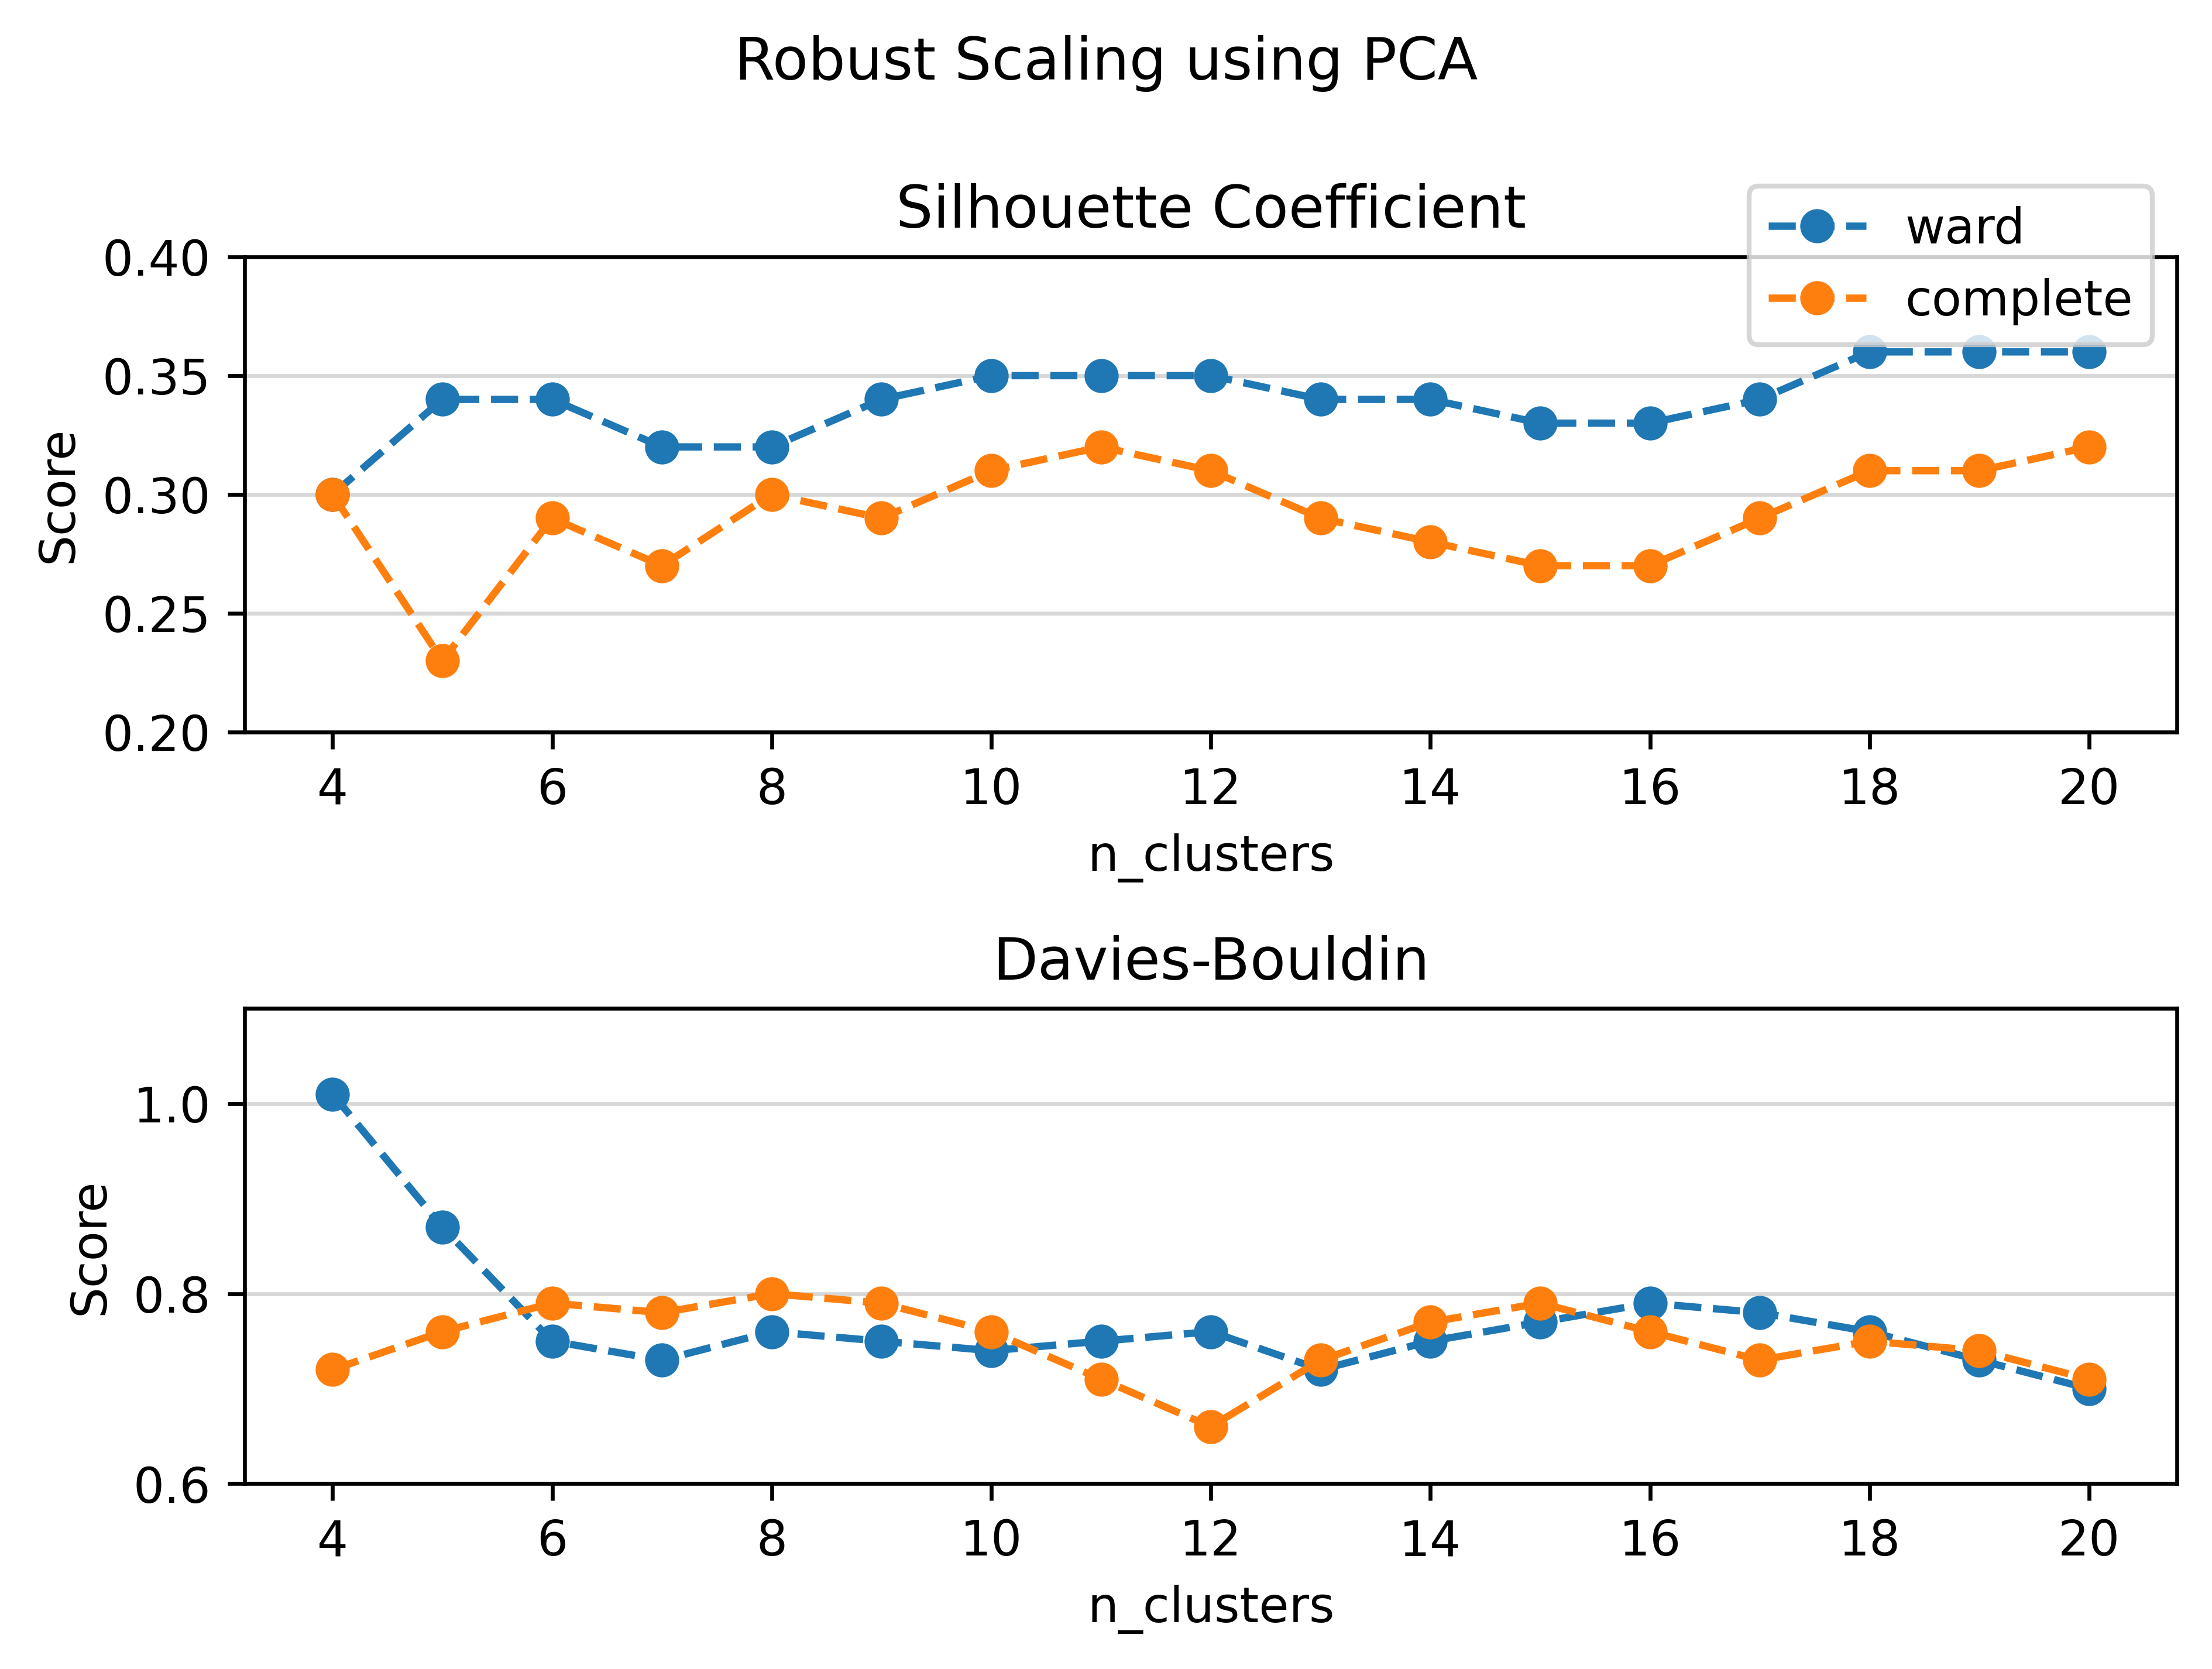 Robust Scaling using PCA
Silhouette Coefficient
ward
complete
0.40
0.35
0.30
0.25
0.20
Score
4 6 8 10 12 14 16 18 20
n_clusters
Davies-Bouldin
1.0
0.8
0.6
Score
4 6 8 10 12 14 16 18 20
n_clusters